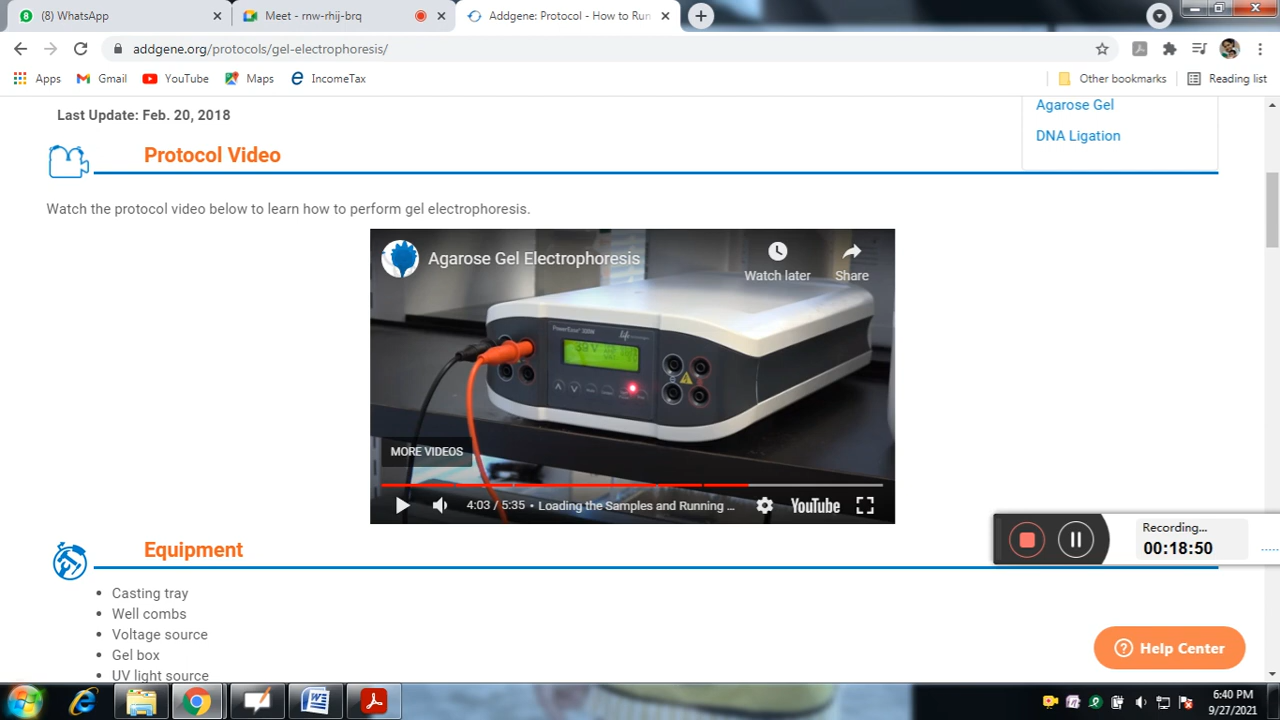 (8) WhatsApp
Meet - rnw-rhij-brq
Addgene: Protocol - How to Run
addgene.org/protocols/gel-electrophoresis/
Apps
Gmail
YouTube
Maps
IncomeTax
Other bookmarks
Reading list
Last Update: Feb. 20, 2018
Agarose Gel
DNA Ligation
Protocol Video
Watch the protocol video below to learn how to perform gel electrophoresis.
Agarose Gel Electrophoresis
Watch later
Share
MORE VIDEOS
4:03 / 5:35 • Loading the Samples and Running ...
YouTube
Recording...
00:18:50
Equipment
• Casting tray
• Well combs
• Voltage source
• Gel box
• UV light source
Help Center
6:40 PM
9/27/2021